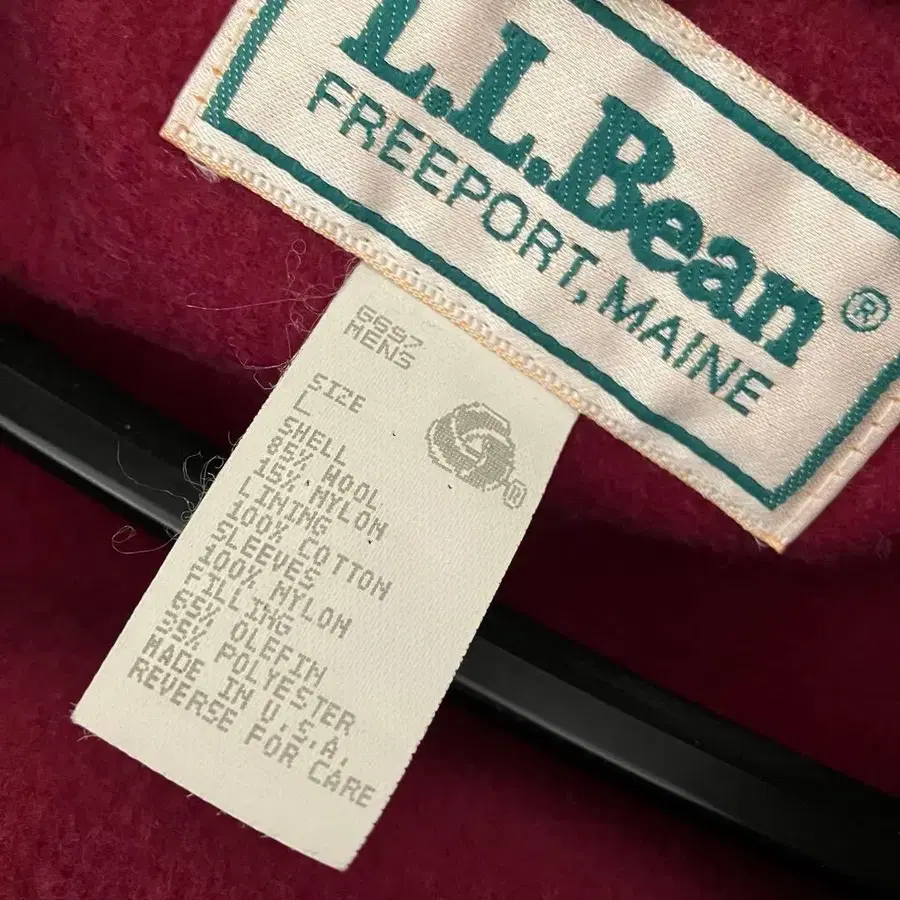 L.L.Bean®
FREEPORT, MAINE
G997
MENS
SIZE
L
®
SHELL
85% WOOL
15% NYLON
LINING
100% COTTON
SLEEVES
100% NYLON
FILLING
65% OLEFIN
35% POLYESTER
MADE IN U.S.A.
REVERSE FOR CARE